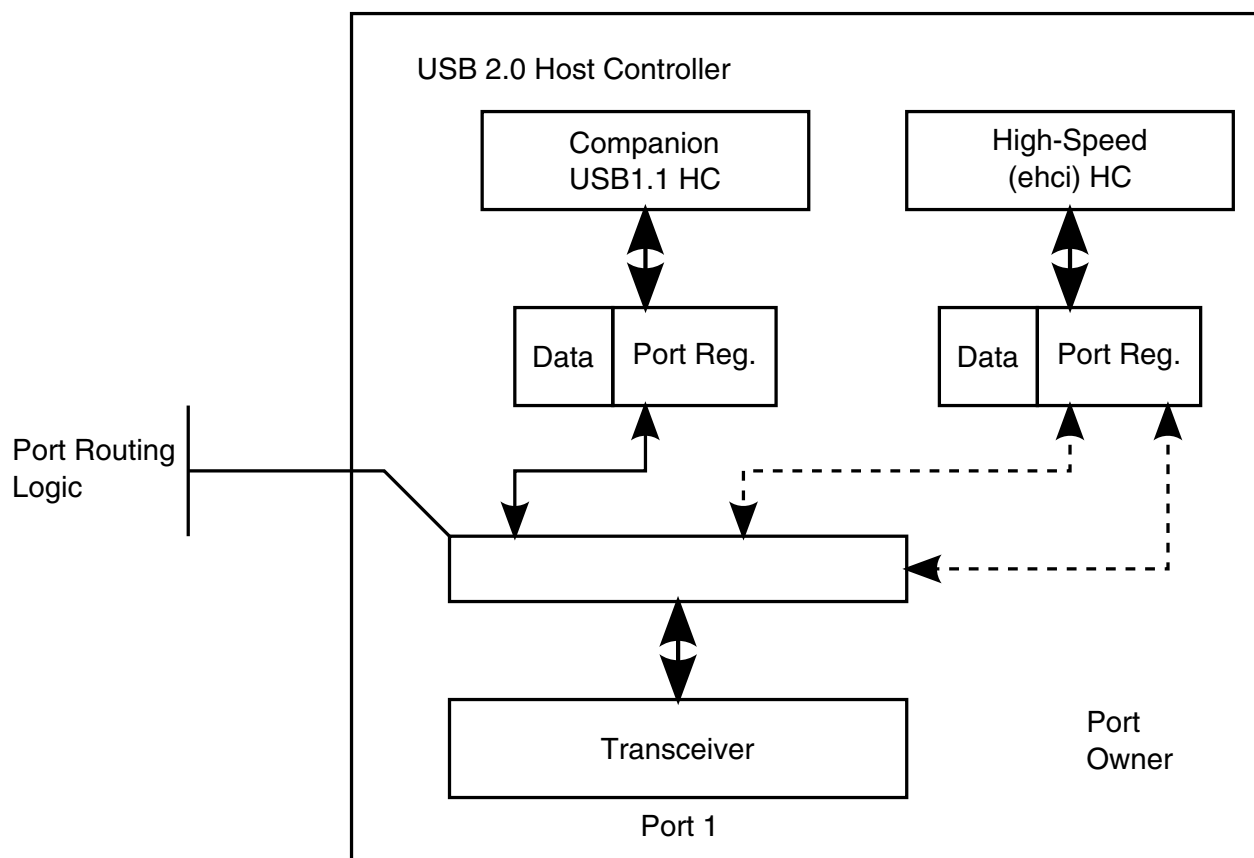 USB 2.0 Host Controller
Companion
USB1.1 HC
High-Speed
(ehci) HC
Data
Port Reg.
Data
Port Reg.
Port Routing
Logic
Transceiver
Port
Owner
Port 1